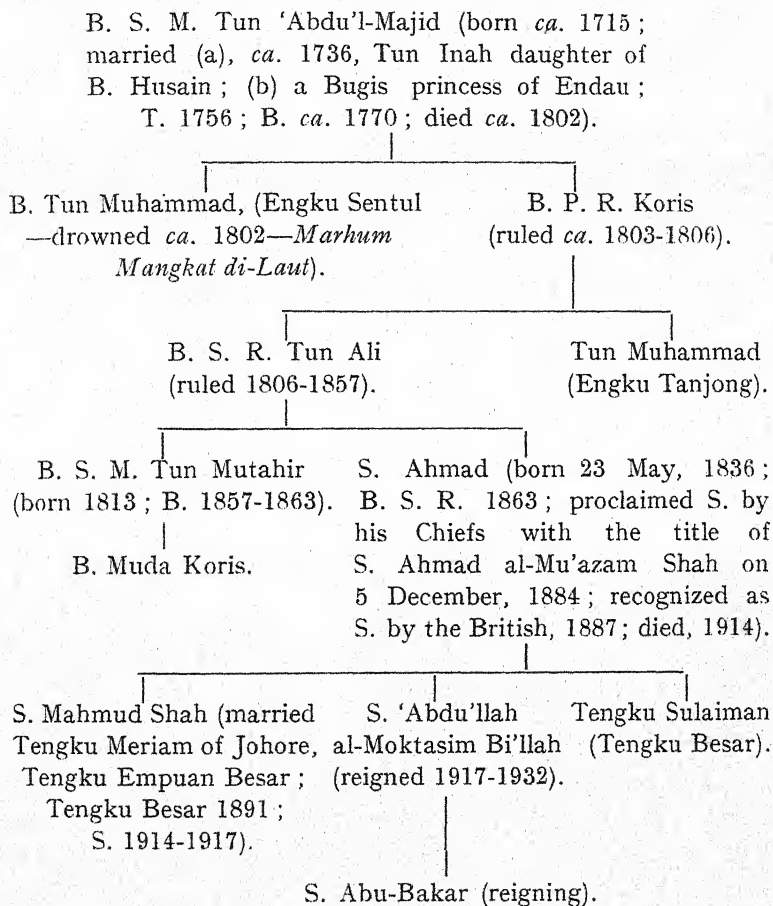 B. S. M. Tun ‘Abdu’l-Majid (born ca. 1715 ;
married (a), ca. 1736, Tun Inah daughter of
B. Husain ; (b) a Bugis princess of Endau ;
T. 1756 ; B. ca. 1770 ; died ca. 1802).
B. Tun Muhammad, (Engku Sentul
—drowned ca. 1802—Marhum
Mangkat di-Laut).
B. P. R. Koris
(ruled ca. 1803-1806).
B. S. R. Tun Ali
(ruled 1806-1857).
Tun Muhammad
(Engku Tanjong).
B. S. M. Tun Mutahir
(born 1813 ; B. 1857-1863).
B. Muda Koris.
S. Ahmad (born 23 May, 1836 ;
B. S. R. 1863 ; proclaimed S. by
his Chiefs with the title of
S. Ahmad al-Mu’azam Shah on
5 December, 1884 ; recognized as
S. by the British, 1887 ; died, 1914).
S. Mahmud Shah (married
Tengku Meriam of Johore,
Tengku Empuan Besar ;
Tengku Besar 1891 ;
S. 1914-1917).
S. ‘Abdu’llah
al-Moktasim Bi’llah
(reigned 1917-1932).
Tengku Sulaiman
(Tengku Besar).
S. Abu-Bakar (reigning).